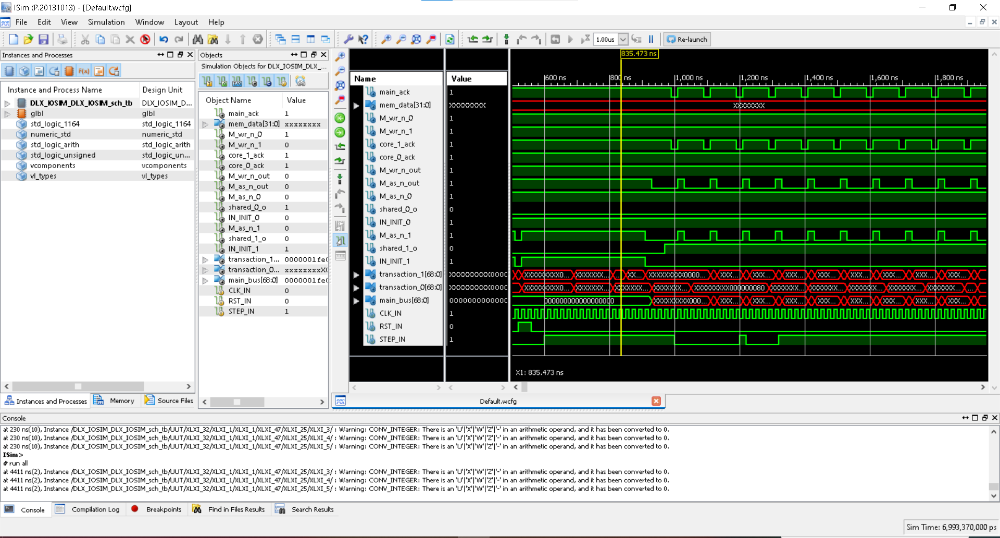 ISim (P.20131013) - [Default.wcfg]
File Edit View Simulation Window Layout Help
1.00us Re-launch
Instances and Processes
Instance and Process Name Design Unit
DLX_IOSIM_DLX_IOSIM_sch_tb DLX_IOSIM_D...
glbl glbl
std_logic_1164 std_logic_1164
numeric_std numeric_std
std_logic_arith std_logic_arith
std_logic_unsigned std_logic_un...
vcomponents vcomponents
vl_types vl_types
Instances and Processes Memory Source Files
Objects
Simulation Objects for DLX_IOSIM_DLX_...
Object Name Value
main_ack 1
mem_data[31:0] xxxxxxxx
M_wr_n_0 1
M_wr_n_1 0
core_1_ack 1
core_0_ack 1
M_wr_n_out 0
M_as_n_out 0
M_as_n_0 0
shared_0_o 1
IN_INIT_0 0
M_as_n_1 0
shared_1_o 0
IN_INIT_1 1
transaction_1... 0000001fe(
transaction_0... xxxxxxxxX(
main_bus[68:0] 0000001fe(
CLK_IN 0
RST_IN 0
STEP_IN 1
835.473 ns
600 ns 800 ns 1,000 ns 1,200 ns 1,400 ns 1,600 ns 1,800 ns
Name Value
main_ack 1
mem_data[31:0] XXXXXXXX XXXXXXXX
M_wr_n_0 1
M_wr_n_1 1
core_1_ack 1
core_0_ack 1
M_wr_n_out 1
M_as_n_out 1
M_as_n_0 1
shared_0_o 0
IN_INIT_0 1
M_as_n_1 1
shared_1_o 0
IN_INIT_1 1
transaction_1[68:0] XXXXXXXXX0000 XXXXXXXXX0... XXXXXXX... ... XX... XXXXXXXXX0000... XXX... XXX... XXX... XXX... XXX... XXX... XXX... XXX...
transaction_0[68:0] XXXXXXXXX0000 XXXXXXXXX0... XXXXXXX... XXXXXXX... XXXXXXX... XXXXXXXXX000000080 XXXXXXX... XXXXXXX... XXXXXXX... XXXXXXX... ...
main_bus[68:0] 0000000000000 000000000000000000 XXXXXXXXX000... XXX... XXX... XXX... XXX... XXX... XXX... XXX... XXX...
CLK_IN 1
RST_IN 0
STEP_IN 1
X1: 835.473 ns
Default.wcfg
Console
at 230 ns(10), Instance /DLX_IOSIM_DLX_IOSIM_sch_tb/UUT/XLXI_32/XLXI_1/XLXI_1/XLXI_47/XLXI_25/XLXI_3/ : Warning: CONV_INTEGER: There is an 'U'|'X'|'W'|'Z'|'-' in an arithmetic operand, and it has been converted to 0.
at 230 ns(10), Instance /DLX_IOSIM_DLX_IOSIM_sch_tb/UUT/XLXI_32/XLXI_1/XLXI_1/XLXI_47/XLXI_25/XLXI_4/ : Warning: CONV_INTEGER: There is an 'U'|'X'|'W'|'Z'|'-' in an arithmetic operand, and it has been converted to 0.
at 230 ns(10), Instance /DLX_IOSIM_DLX_IOSIM_sch_tb/UUT/XLXI_32/XLXI_1/XLXI_1/XLXI_47/XLXI_25/XLXI_5/ : Warning: CONV_INTEGER: There is an 'U'|'X'|'W'|'Z'|'-' in an arithmetic operand, and it has been converted to 0.
ISim>
# run all
at 4411 ns(2), Instance /DLX_IOSIM_DLX_IOSIM_sch_tb/UUT/XLXI_32/XLXI_1/XLXI_1/XLXI_47/XLXI_25/XLXI_3/ : Warning: CONV_INTEGER: There is an 'U'|'X'|'W'|'Z'|'-' in an arithmetic operand, and it has been converted to 0.
at 4411 ns(2), Instance /DLX_IOSIM_DLX_IOSIM_sch_tb/UUT/XLXI_32/XLXI_1/XLXI_1/XLXI_47/XLXI_25/XLXI_4/ : Warning: CONV_INTEGER: There is an 'U'|'X'|'W'|'Z'|'-' in an arithmetic operand, and it has been converted to 0.
at 4411 ns(2), Instance /DLX_IOSIM_DLX_IOSIM_sch_tb/UUT/XLXI_32/XLXI_1/XLXI_1/XLXI_47/XLXI_25/XLXI_5/ : Warning: CONV_INTEGER: There is an 'U'|'X'|'W'|'Z'|'-' in an arithmetic operand, and it has been converted to 0.
Console Compilation Log Breakpoints Find in Files Results Search Results
Sim Time: 6,993,370,000 ps